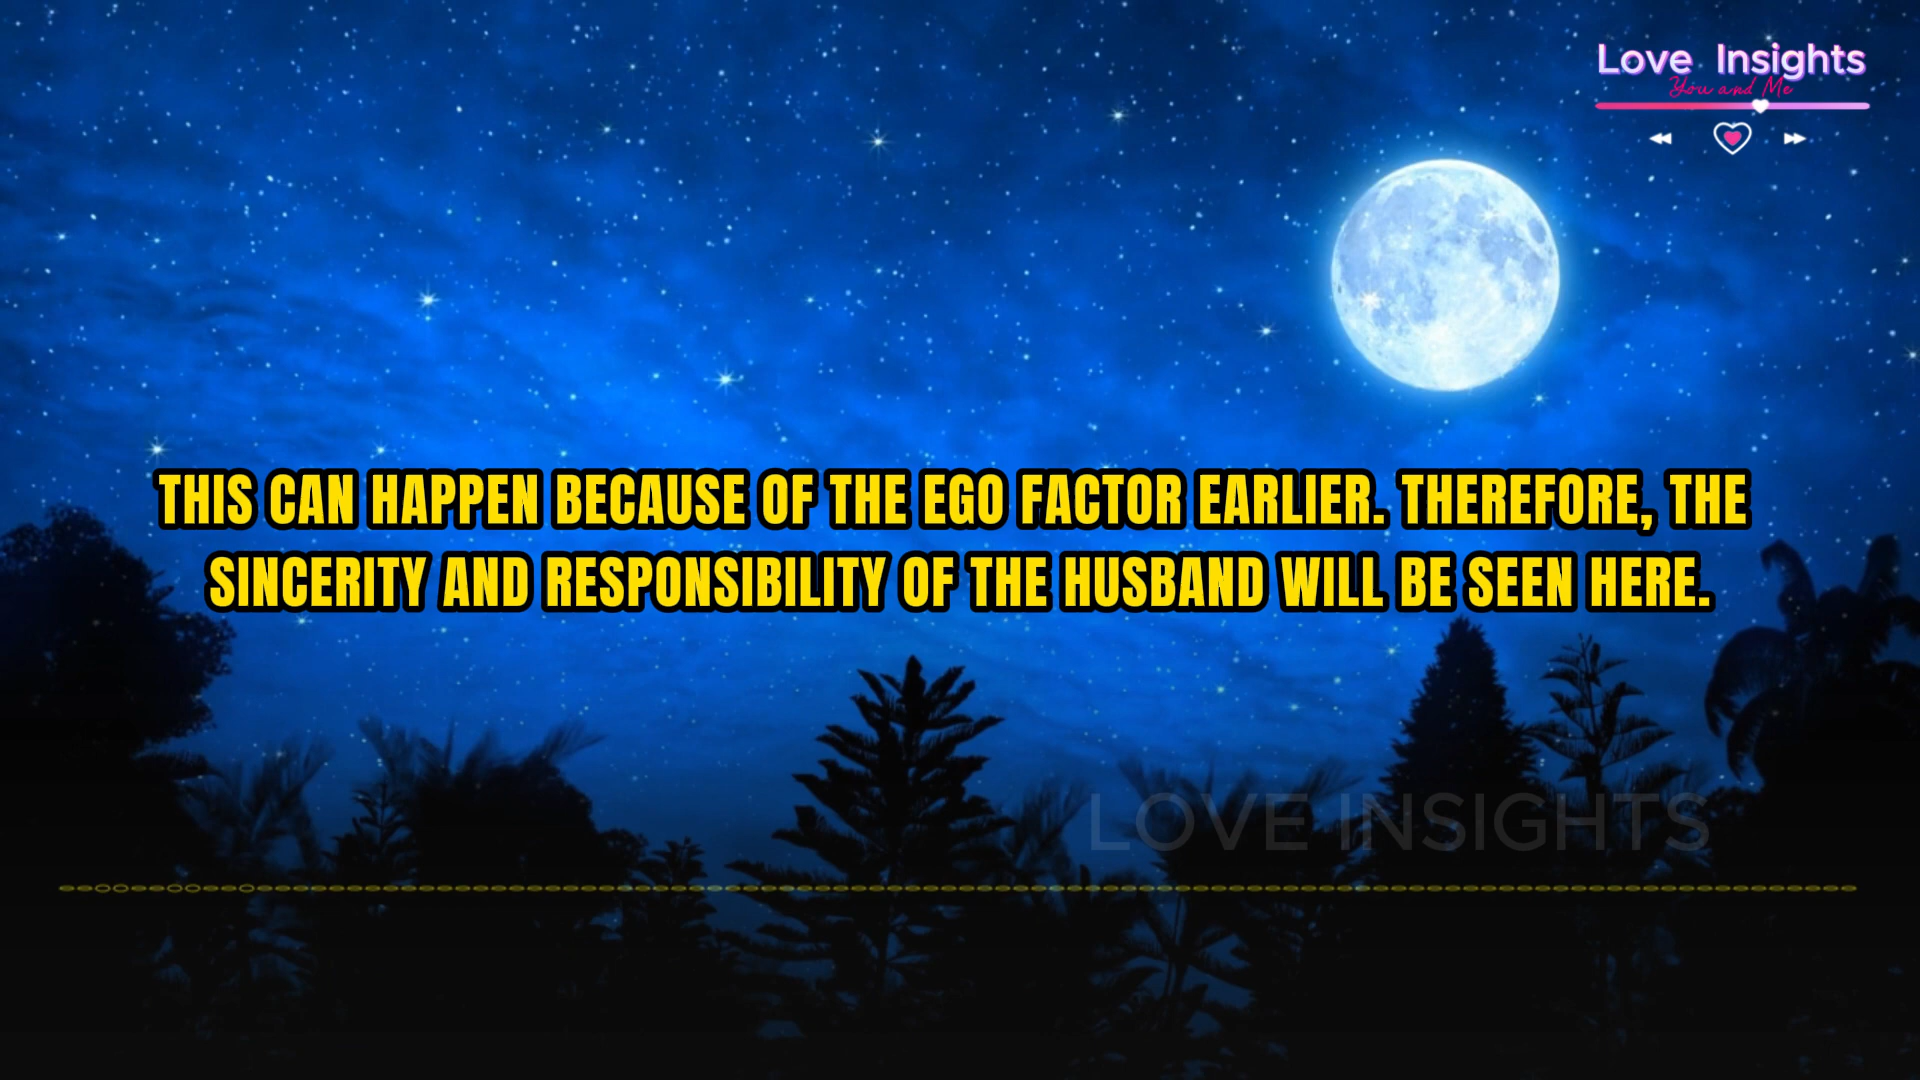 Love Insights
You and Me
THIS CAN HAPPEN BECAUSE OF THE EGO FACTOR EARLIER. THEREFORE, THE
SINCERITY AND RESPONSIBILITY OF THE HUSBAND WILL BE SEEN HERE.
LOVE INSIGHTS